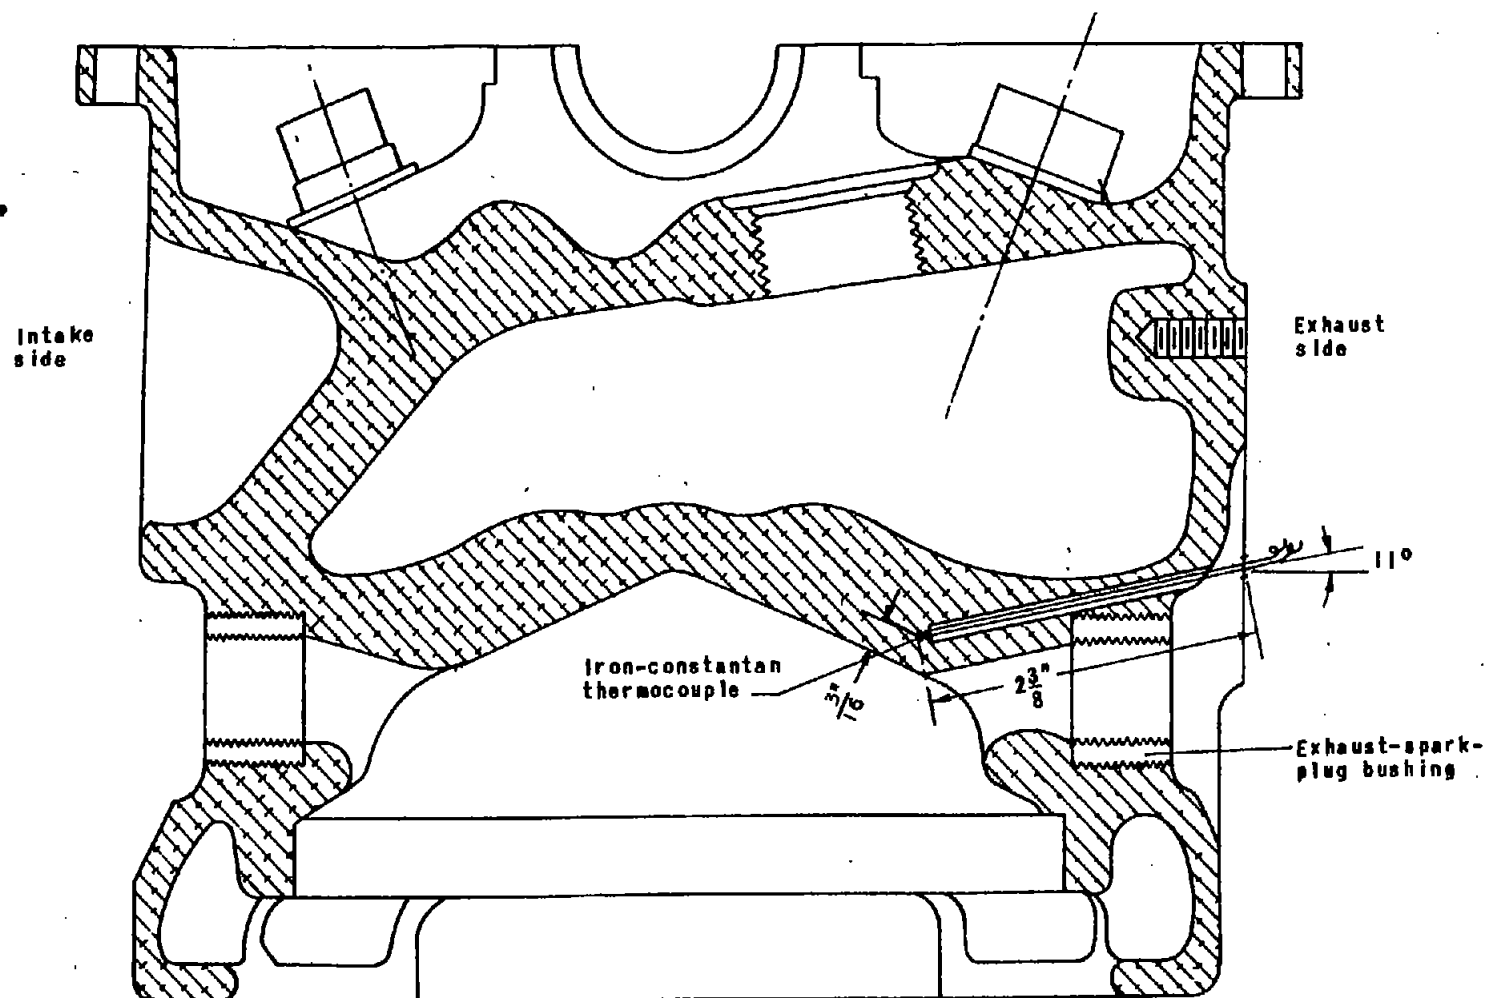 Intake
side
Exhaust
side
11°
Iron-constantan
thermocouple
3"
16
2 3/8"
Exhaust-spark-
plug bushing